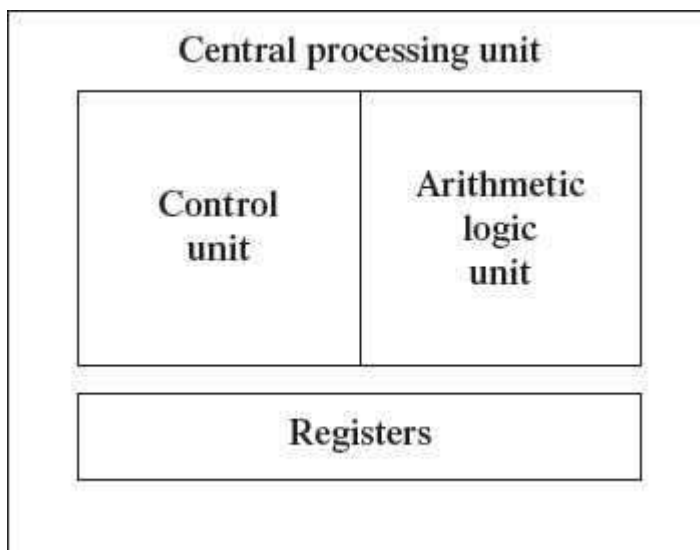 Central processing unit
Control
unit
Arithmetic
logic
unit
Registers